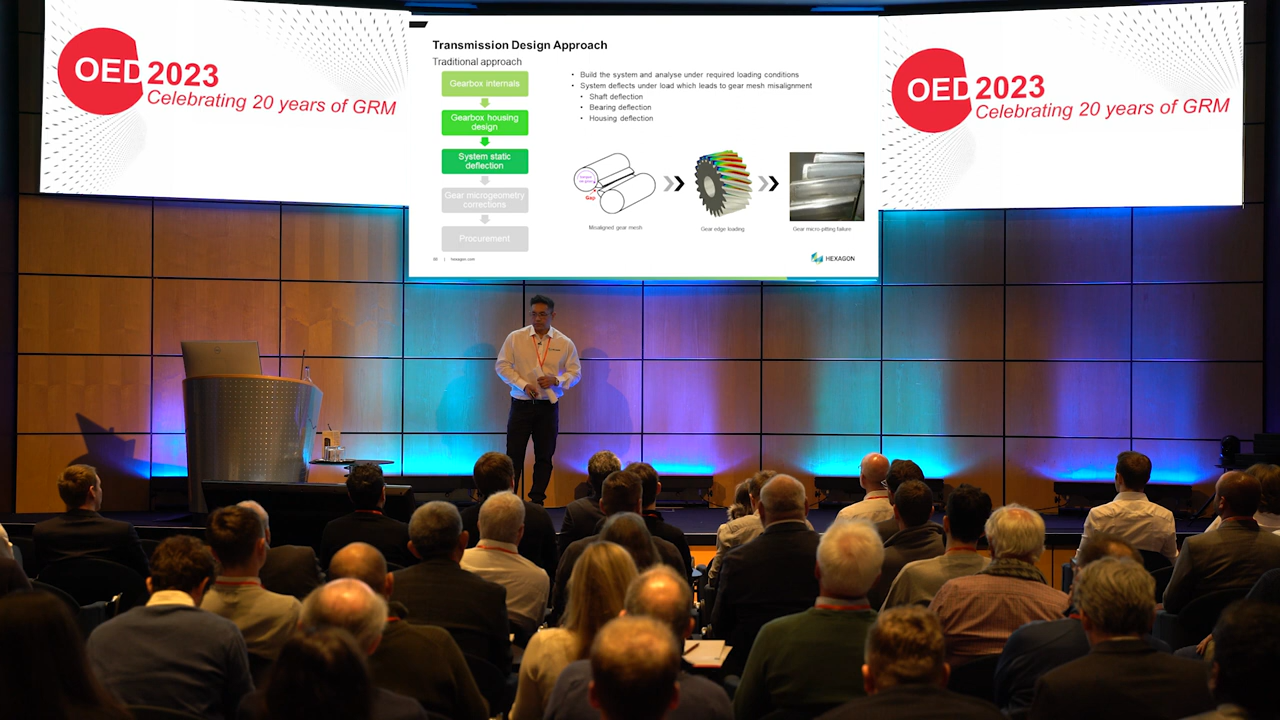 OED 2023
Celebrating 20 years of GRM
Transmission Design Approach
Traditional approach
Gearbox internals
Gearbox housing
design
System static
deflection
Gear microgeometry
corrections
Procurement
• Build the system and analyse under required loading conditions
• System deflects under load which leads to gear mesh misalignment
• Shaft deflection
• Bearing deflection
• Housing deflection
Gap
Misaligned gear mesh
Gear edge loading
Gear micro-pitting failure
| hexagon.com
HEXAGON
OED 2023
Celebrating 20 years of GRM